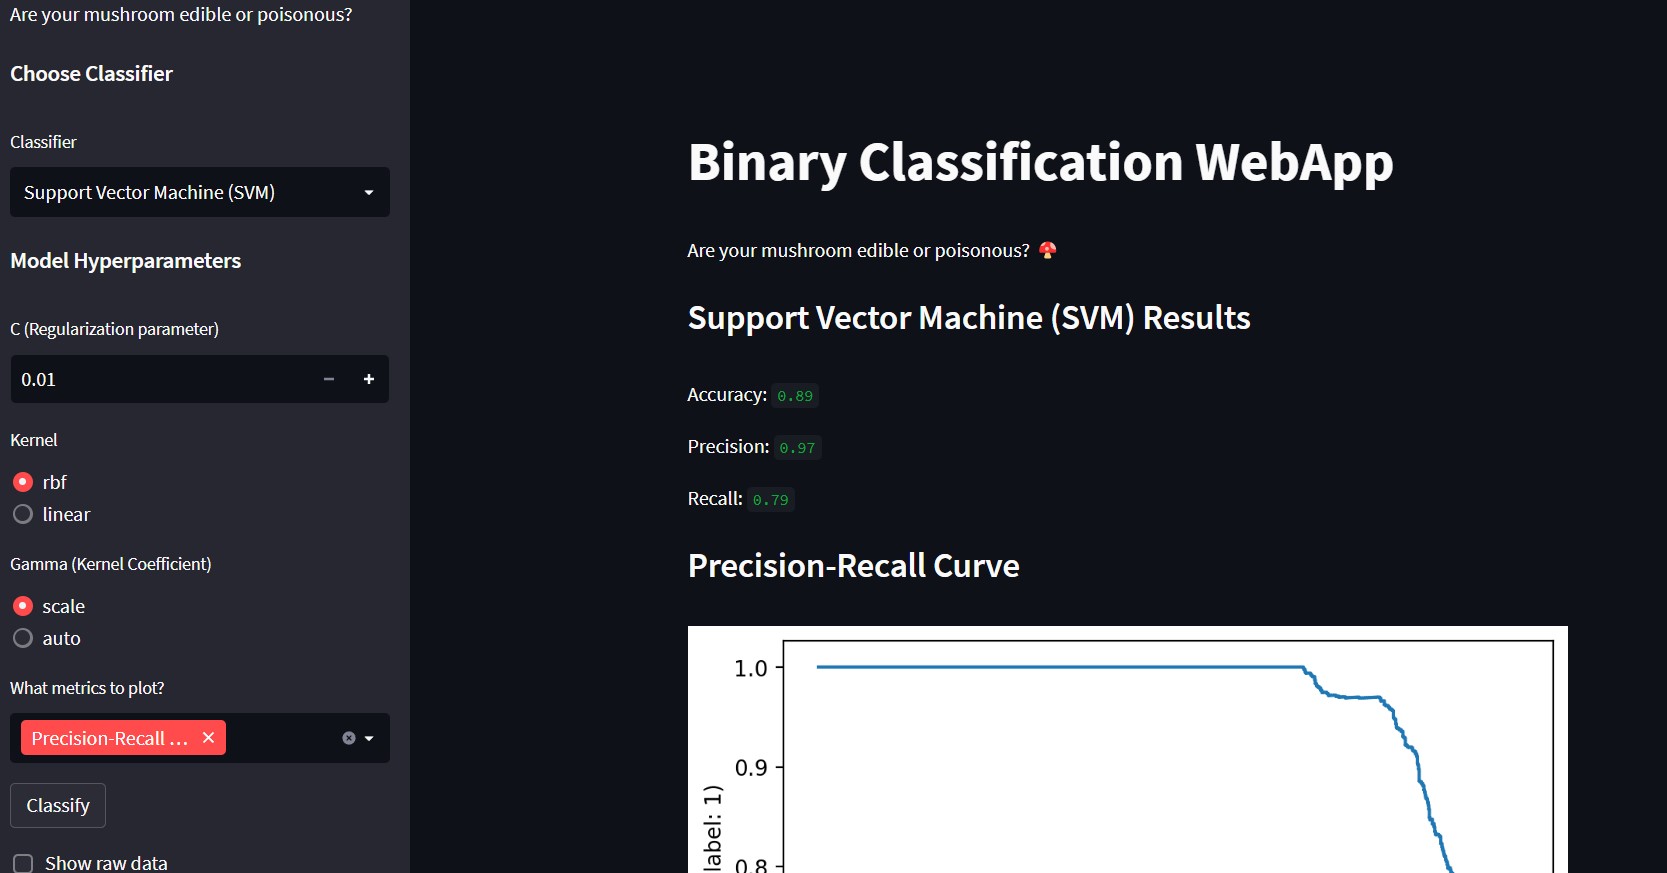 Are your mushroom edible or poisonous?
Choose Classifier
Classifier
Support Vector Machine (SVM)
Model Hyperparameters
C (Regularization parameter)
0.01
Kernel
rbf
linear
Gamma (Kernel Coefficient)
scale
auto
What metrics to plot?
Precision-Recall ...
Classify
Show raw data
Binary Classification WebApp
Are your mushroom edible or poisonous? 🍄
Support Vector Machine (SVM) Results
Accuracy: 0.89
Precision: 0.97
Recall: 0.79
Precision-Recall Curve
1.0
0.9
0.8
label: 1)